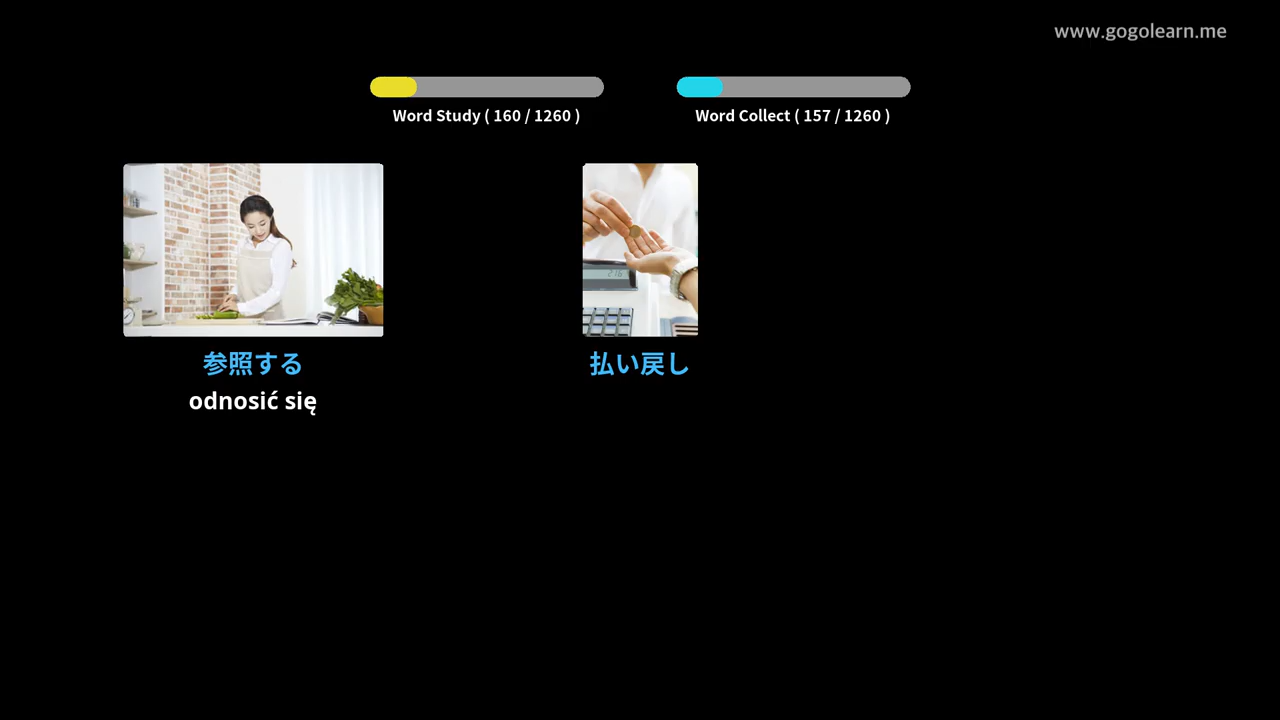 www.gogolearn.me
Word Study ( 160 / 1260 )
Word Collect ( 157 / 1260 )
参照する
odnosić się
払い戻し